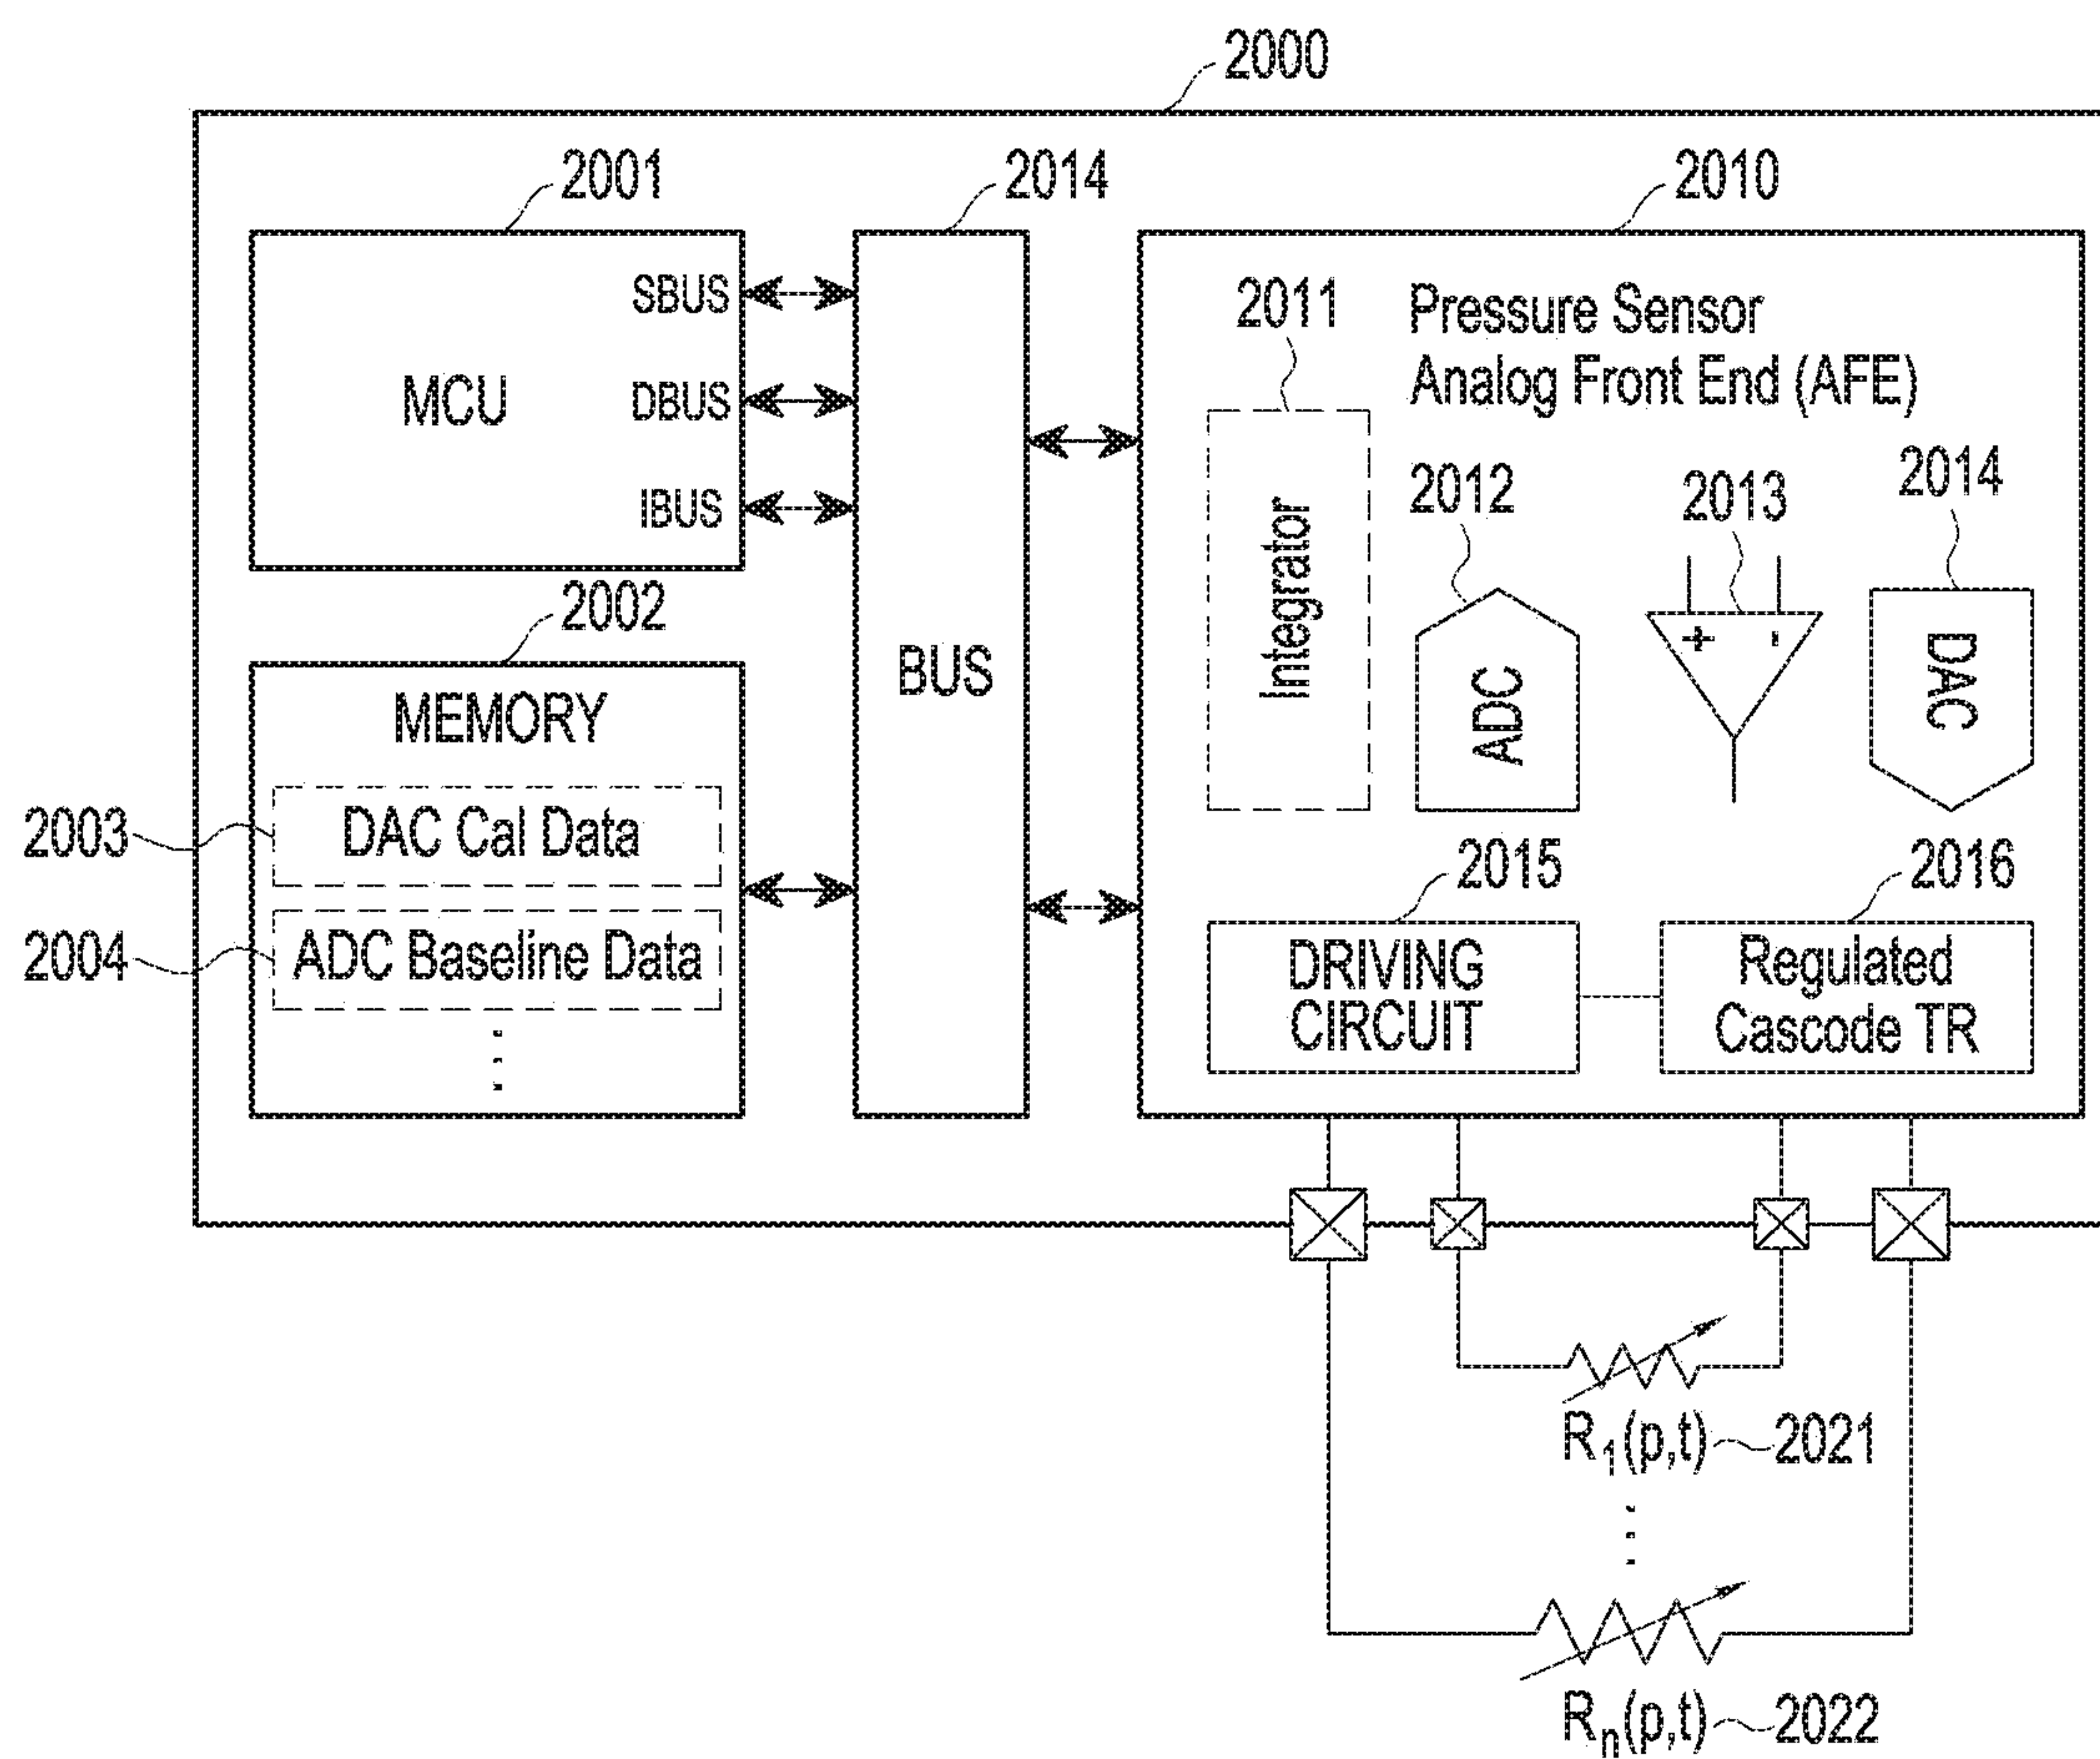 2000
2001
2014
2010
SBUS
MCU
DBUS
IBUS
2002
MEMORY
2003
DAC Cal Data
2004
ADC Baseline Data
BUS
2011
Pressure Sensor
Analog Front End (AFE)
Integrator
2012
ADC
2013
+
-
2014
DAC
2015
DRIVING
CIRCUIT
2016
Regulated
Cascode TR
R1(p,t)
2021
Rn(p,t)
2022